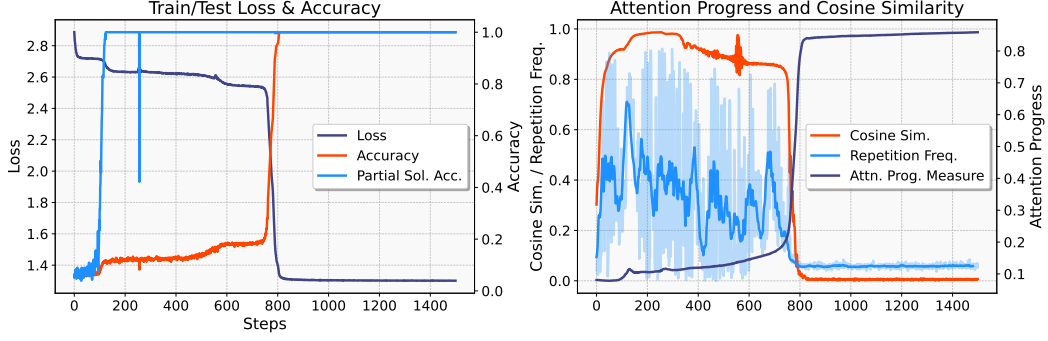 Train/Test Loss & Accuracy
Loss
2.8
2.6
2.4
2.2
2.0
1.8
1.6
1.4
0 200 400 600 800 1000 1200 1400
Steps
1.0
0.8
0.6
0.4
0.2
0.0
Accuracy
Loss
Accuracy
Partial Sol. Acc.
Attention Progress and Cosine Similarity
Cosine Sim. / Repetition Freq.
1.0
0.8
0.6
0.4
0.2
0.0
0 200 400 600 800 1000 1200 1400
0.8
0.7
0.6
0.5
0.4
0.3
0.2
0.1
Attention Progress
Cosine Sim.
Repetition Freq.
Attn. Prog. Measure